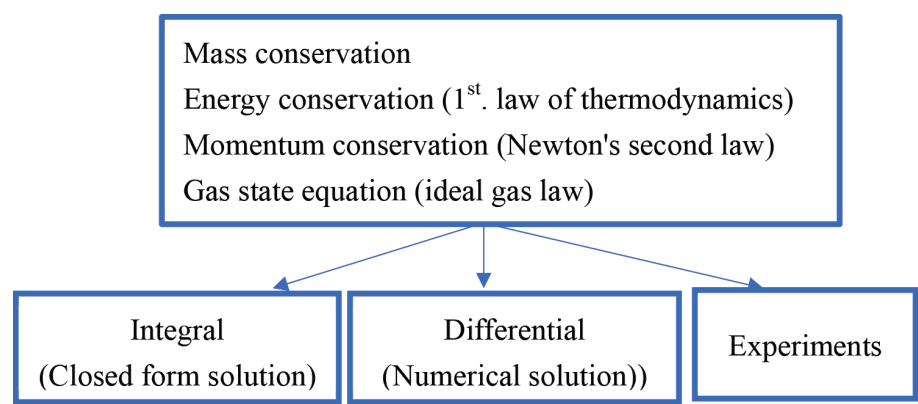 Mass conservation
Energy conservation (1st. law of thermodynamics)
Momentum conservation (Newton's second law)
Gas state equation (ideal gas law)
Integral
(Closed form solution)
Differential
(Numerical solution))
Experiments